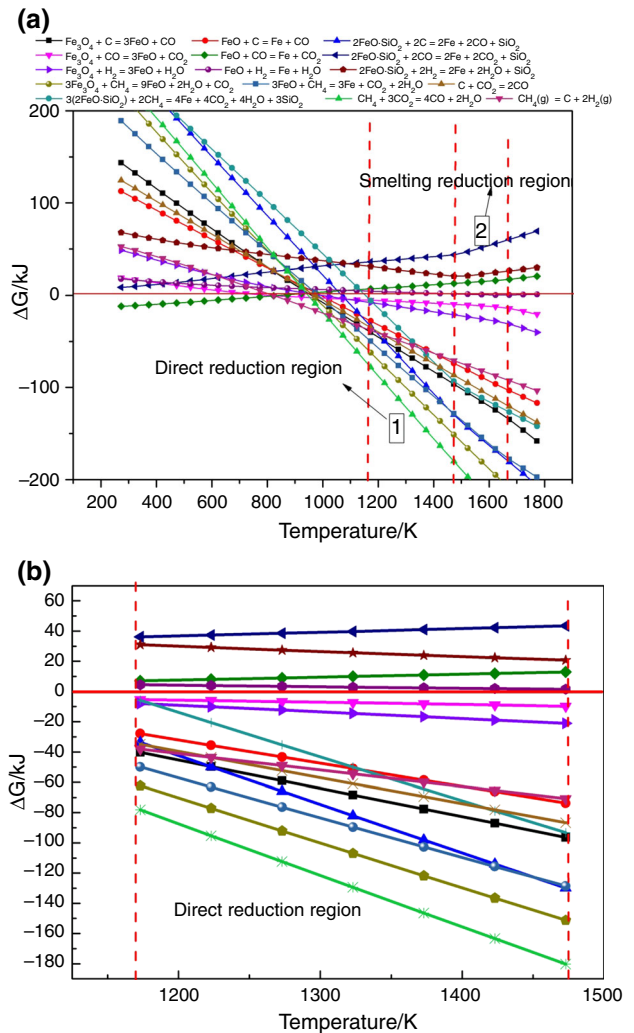 (a)
Fe3O4 + C = 3FeO + CO FeO + C = Fe + CO 2FeO·SiO2 + 2C = 2Fe + 2CO + SiO2
Fe3O4 + CO = 3FeO + CO2 FeO + CO = Fe + CO2 2FeO·SiO2 + 2CO = 2Fe + 2CO2 + SiO2
Fe3O4 + H2 = 3FeO + H2O FeO + H2 = Fe + H2O 2FeO·SiO2 + 2H2 = 2Fe + 2H2O + SiO2
3Fe3O4 + CH4 = 9FeO + 2H2O + CO2 3FeO + CH4 = 3Fe + CO2 + 2H2O C + CO2 = 2CO
3(2FeO·SiO2) + 2CH4 = 4Fe + 4CO2 + 4H2O + 3SiO2 CH4 + 3CO2 = 4CO + 2H2O CH4(g) = C + 2H2(g)
200
Smelting reduction region
2
100
0
Direct reduction region
1
−100
−200
ΔG/kJ
200 400 600 800 1000 1200 1400 1600 1800
Temperature/K
(b)
60
40
20
0
−20
−40
−60
−80
−100
−120
−140
−160
−180
ΔG/kJ
Direct reduction region
1200 1300 1400 1500
Temperature/K